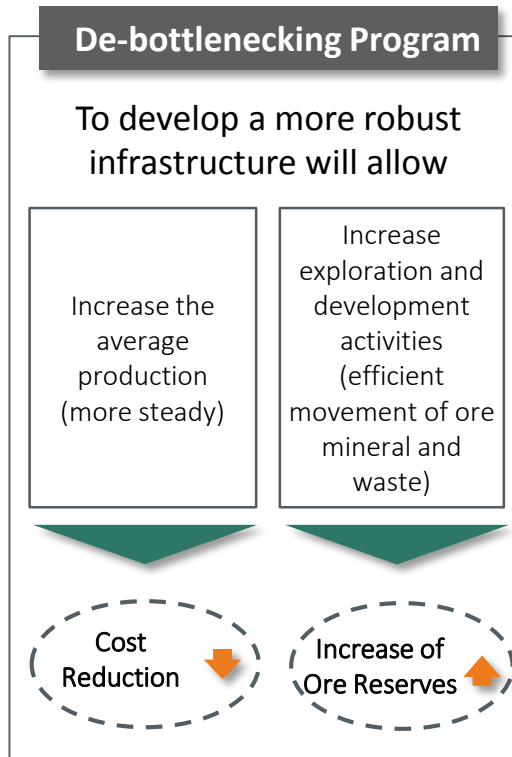 De-bottlenecking Program
To develop a more robust
infrastructure will allow
Increase the
average
production
(more steady)
Increase
exploration and
development
activities
(efficient
movement of ore
mineral and
waste)
Cost
Reduction
Increase of
Ore Reserves